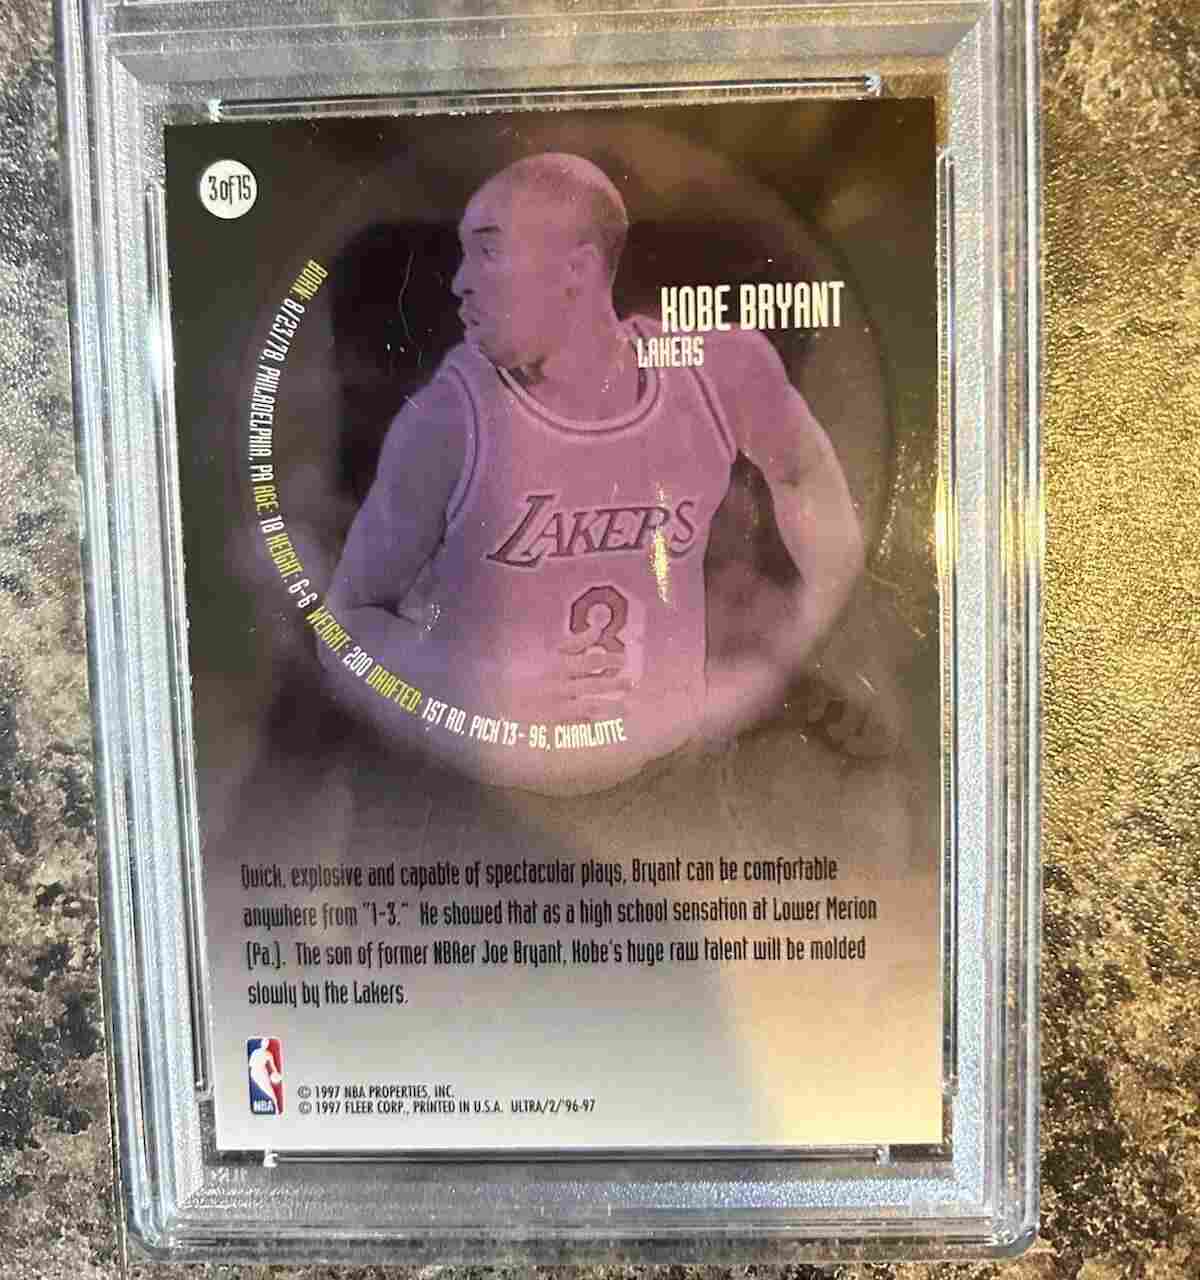 3 of 15
KOBE BRYANT
LAKERS
BORN: 8/23/78, PHILADELPHIA, PA AGE: 18 HEIGHT: 6-6 WEIGHT: 200 DRAFTED: 1ST RD. PICK 13- 96, CHARLOTTE
LAKERS
8
Quick, explosive and capable of spectacular plays, Bryant can be comfortable
anywhere from "1-3." He showed that as a high school sensation at Lower Merion
(Pa.). The son of former NBAer Joe Bryant, Kobe's huge raw talent will be molded
slowly by the Lakers.
NBA
© 1997 NBA PROPERTIES, INC.
© 1997 FLEER CORP., PRINTED IN U.S.A. ULTRA/2/'96-97